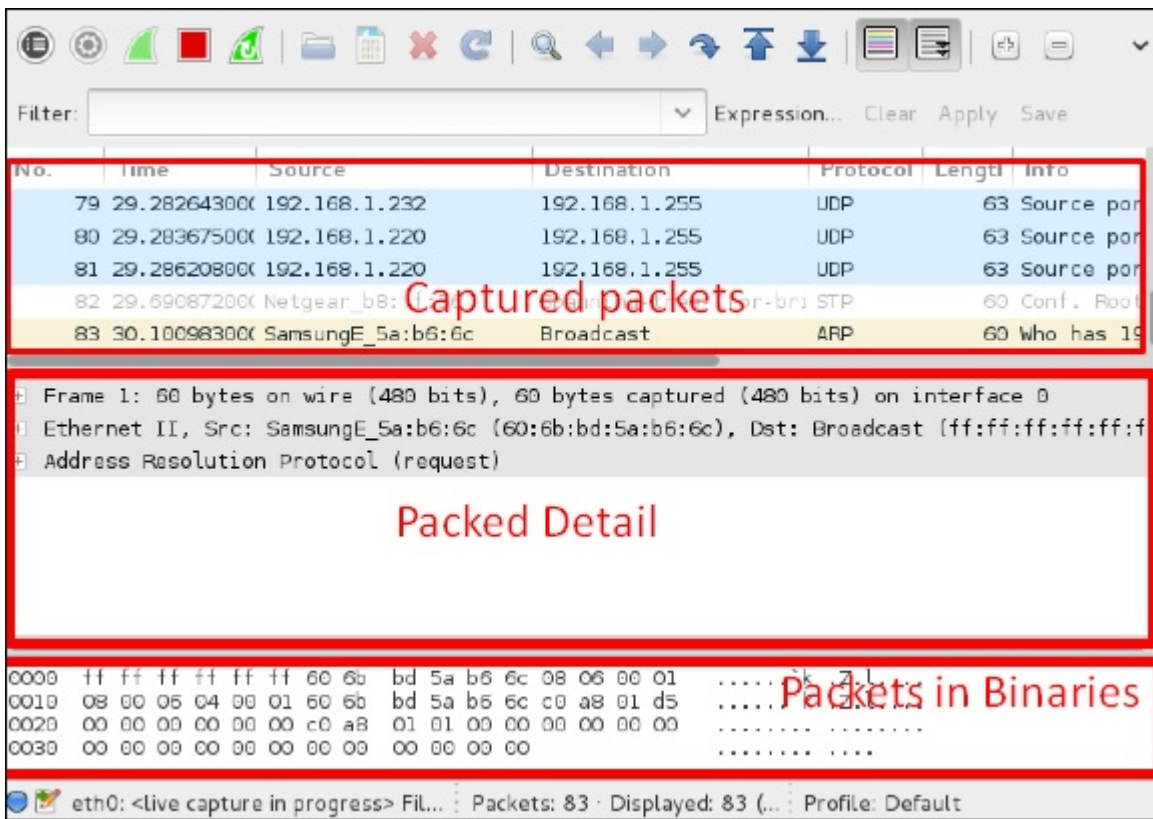 Filter: Expression... Clear Apply Save
No. Time Source Destination Protocol Lengtl Info
79 29.28264300( 192.168.1.232 192.168.1.255 UDP 63 Source por
80 29.28367500( 192.168.1.220 192.168.1.255 UDP 63 Source por
81 29.28620800( 192.168.1.220 192.168.1.255 UDP 63 Source por
Captured packets
82 29.69087200( Netgear_b8: STP 60 Conf. Root
83 30.10098300( SamsungE_5a:b6:6c Broadcast ARP 60 Who has 19
Frame 1: 60 bytes on wire (480 bits), 60 bytes captured (480 bits) on interface 0
Ethernet II, Src: SamsungE_5a:b6:6c (60:6b:bd:5a:b6:6c), Dst: Broadcast (ff:ff:ff:ff:ff:f
Address Resolution Protocol (request)
Packed Detail
0000 ff ff ff ff ff ff 60 6b bd 5a b6 6c 08 06 00 01 ......`k .Z.l....
Packets in Binaries
0010 08 00 06 04 00 01 60 6b bd 5a b6 6c c0 a8 01 d5
0020 00 00 00 00 00 00 c0 a8 01 01 00 00 00 00 00 00 ........ ........
0030 00 00 00 00 00 00 00 00 00 00 00 00 ........ ....
eth0: <live capture in progress> Fil... Packets: 83 · Displayed: 83 (... Profile: Default